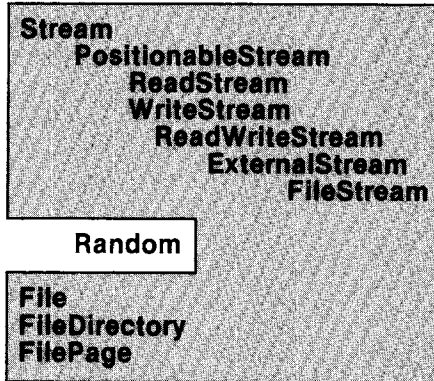 Stream
PositionableStream
ReadStream
WriteStream
ReadWriteStream
ExternalStream
FileStream
Random
File
FileDirectory
FilePage